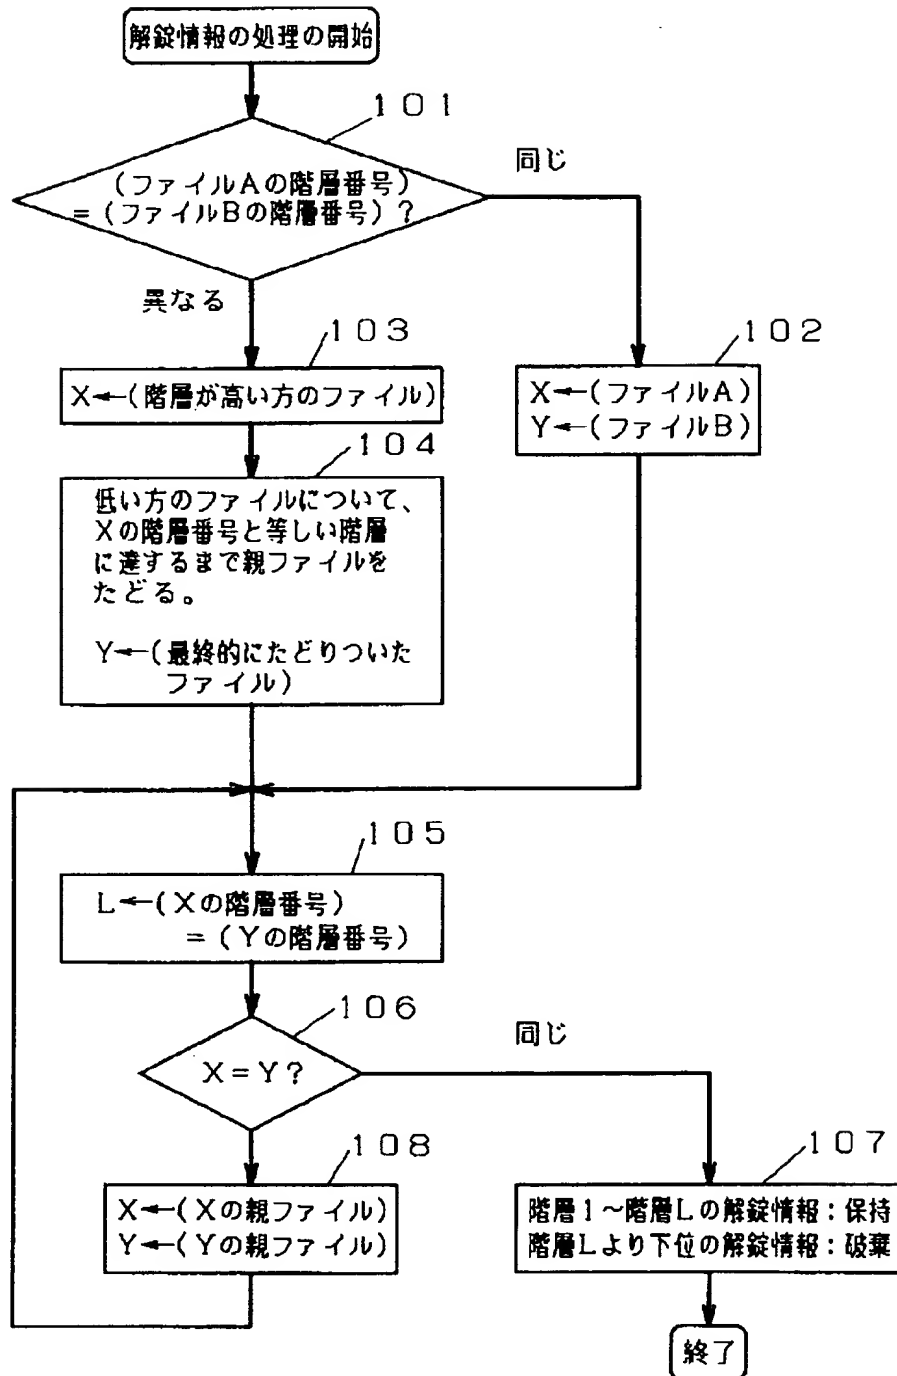 解錠情報の処理の開始
101
(ファイルAの階層番号)
=(ファイルBの階層番号)?
同じ
異なる
103
X←(階層が高い方のファイル)
102
X←(ファイルA)
Y←(ファイルB)
104
低い方のファイルについて、
Xの階層番号と等しい階層
に達するまで親ファイルを
たどる。
Y←(最終的にたどりついた
ファイル)
105
L←(Xの階層番号)
=(Yの階層番号)
106
X=Y?
同じ
108
X←(Xの親ファイル)
Y←(Yの親ファイル)
107
階層1~階層Lの解錠情報:保持
階層Lより下位の解錠情報:破棄
終了